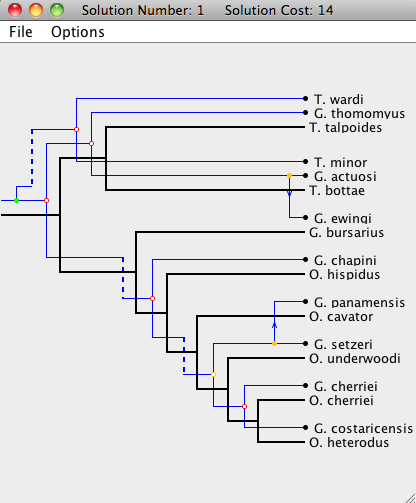 Solution Number: 1 Solution Cost: 14
File Options
T. wardi
G. thomomyus
T. talpoides
T. minor
G. actuosi
T. bottae
G. ewingi
G. bursarius
G. chapini
O. hispidus
G. panamensis
O. cavator
G. setzeri
O. underwoodi
G. cherriei
O. cherriei
G. costaricensis
O. heterodus